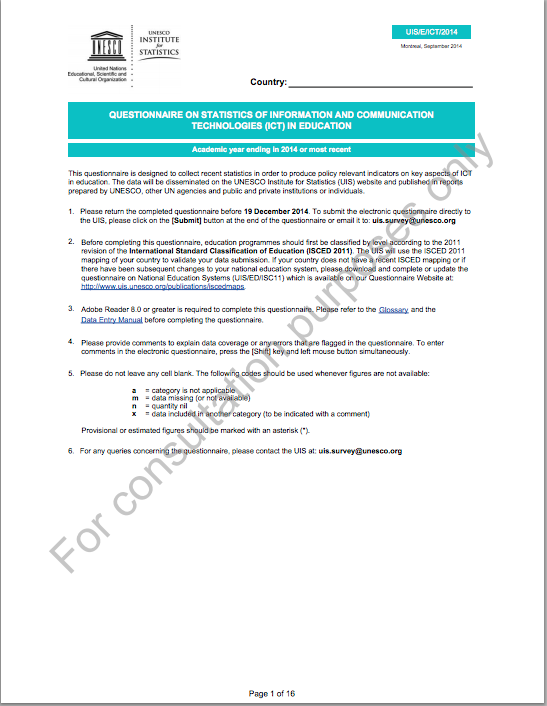 UNESCO
INSTITUTE
for
STATISTICS
United Nations
Educational, Scientific and
Cultural Organization
UIS/E/ICT/2014
Montreal, September 2014
Country:
QUESTIONNAIRE ON STATISTICS OF INFORMATION AND COMMUNICATION
TECHNOLOGIES (ICT) IN EDUCATION
Academic year ending in 2014 or most recent
This questionnaire is designed to collect recent statistics in order to produce policy relevant indicators on key aspects of ICT
in education. The data will be disseminated on the UNESCO Institute for Statistics (UIS) website and published in reports
prepared by UNESCO, other UN agencies and public and private institutions or individuals.
1. Please return the completed questionnaire before 19 December 2014. To submit the electronic questionnaire directly to
the UIS, please click on the [Submit] button at the end of the questionnaire or email it to: uis.survey@unesco.org
2. Before completing this questionnaire, education programmes should first be classified by level according to the 2011
revision of the International Standard Classification of Education (ISCED 2011). The UIS will use the ISCED 2011
mapping of your country to validate your data submission. If your country does not have a recent ISCED mapping or if
there have been subsequent changes to your national education system, please download and complete or update the
questionnaire on National Education Systems (UIS/ED/ISC11) which is available on our Questionnaire Website at:
http://www.uis.unesco.org/publications/iscedmaps.
3. Adobe Reader 8.0 or greater is required to complete this questionnaire. Please refer to the Glossary and the
Data Entry Manual before completing the questionnaire.
4. Please provide comments to explain data coverage or any errors that are flagged in the questionnaire. To enter
comments in the electronic questionnaire, press the [Shift] key and left mouse button simultaneously.
5. Please do not leave any cell blank. The following codes should be used whenever figures are not available:
a = category is not applicable
m = data missing (or not available)
n = quantity nil
x = data included in another category (to be indicated with a comment)
Provisional or estimated figures should be marked with an asterisk (*).
6. For any queries concerning the questionnaire, please contact the UIS at: uis.survey@unesco.org
For consultation purposes only
Page 1 of 16